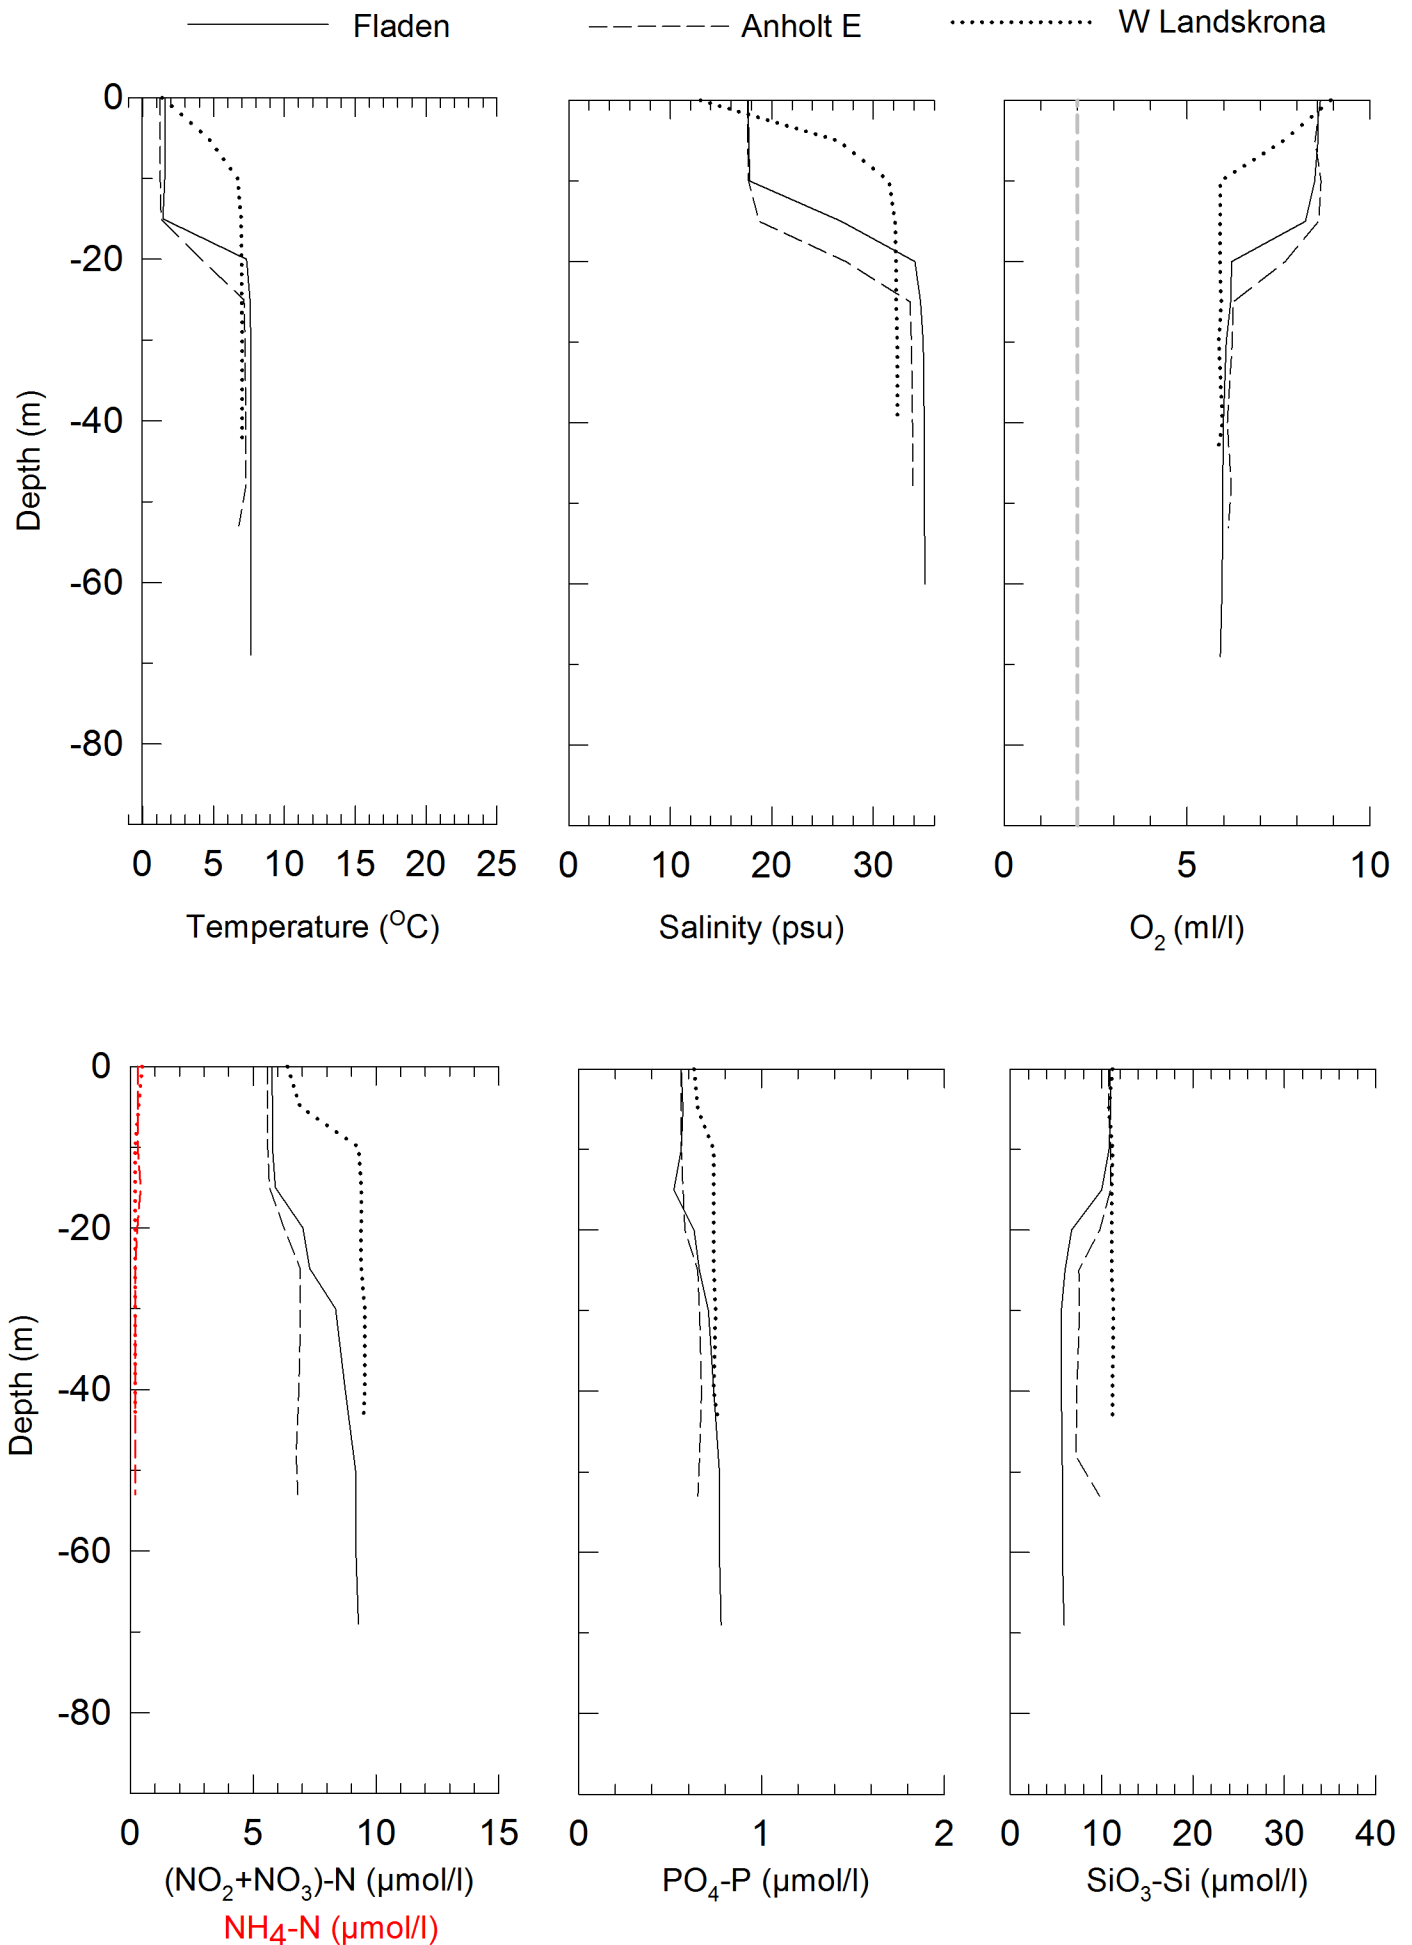 Fladen Anholt E W Landskrona
0
-20
-40
-60
-80
Depth (m)
0 5 10 15 20 25
0 10 20 30
0 5 10
Temperature (ᴼC)
Salinity (psu)
O₂ (ml/l)
0
-20
-40
-60
-80
Depth (m)
0 5 10 15
0 1 2
0 10 20 30 40
(NO₂+NO₃)-N (µmol/l)
NH4-N (µmol/l)
PO₄-P (µmol/l)
SiO₃-Si (µmol/l)